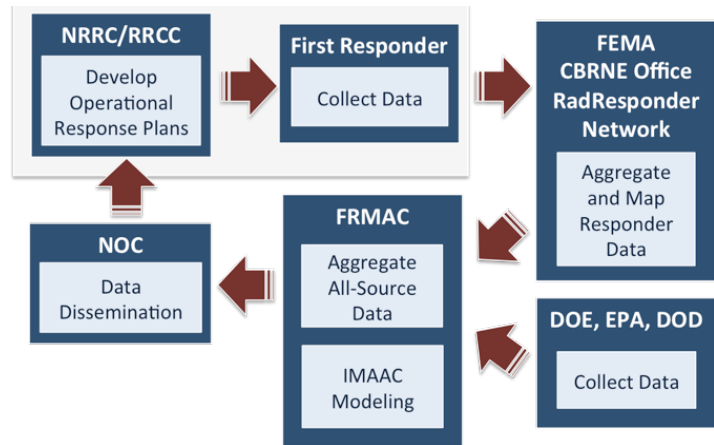 NRRC/RRCC
Develop
Operational
Response Plans
First Responder
Collect Data
FEMA
CBRNE Office
RadResponder
Network
Aggregate
and Map
Responder
Data
NOC
Data
Dissemination
FRMAC
Aggregate
All-Source
Data
IMAAC
Modeling
DOE, EPA, DOD
Collect Data